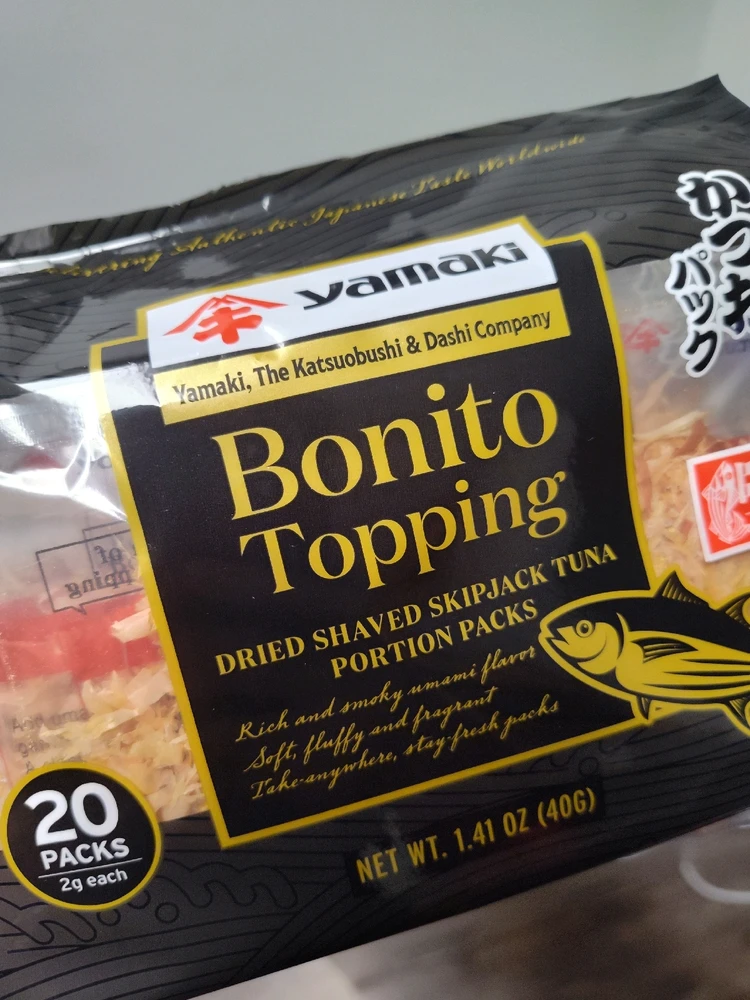 Authentic Japanese Taste Worldwide
yamaki
Yamaki, The Katsuobushi & Dashi Company
Bonito
Topping
DRIED SHAVED SKIPJACK TUNA
PORTION PACKS
Rich and smoky umami flavor
Soft, fluffy and fragrant
Take-anywhere, stay-fresh packs
NET WT. 1.41 OZ (40G)
20
PACKS
2g each
かつお
パック